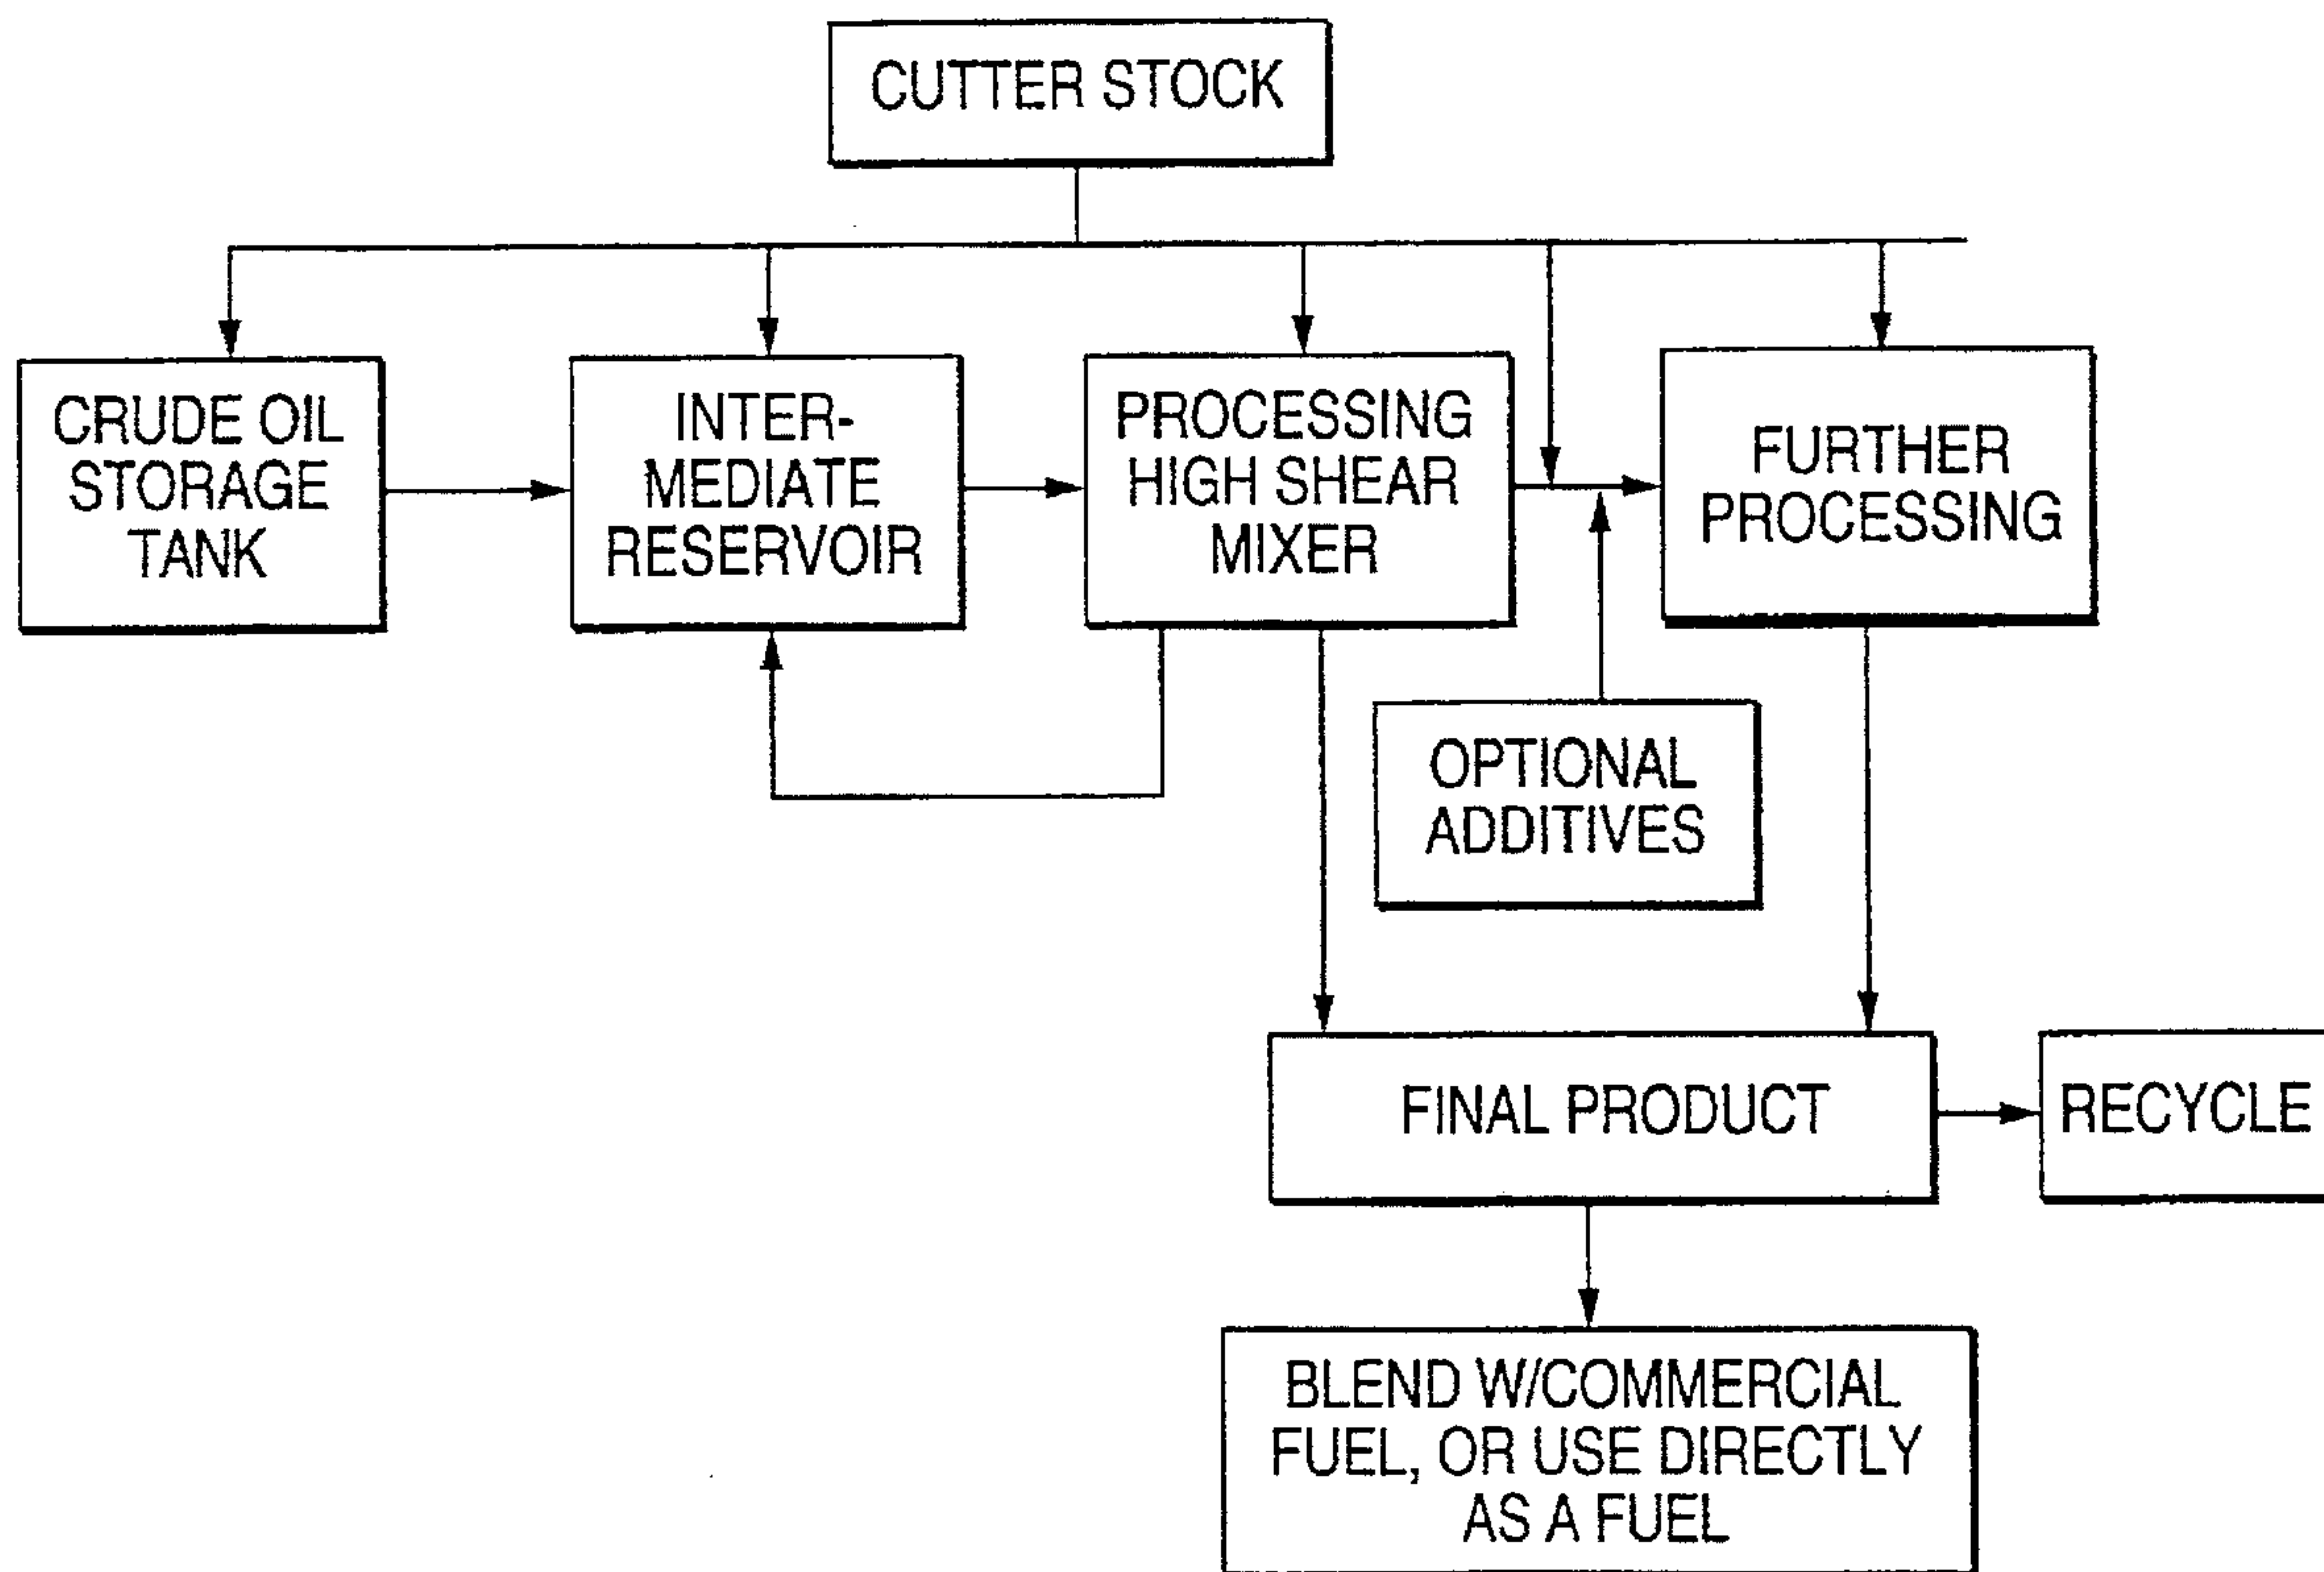 CUTTER STOCK
CRUDE OIL
STORAGE
TANK
INTER-
MEDIATE
RESERVOIR
PROCESSING
HIGH SHEAR
MIXER
FURTHER
PROCESSING
OPTIONAL
ADDITIVES
FINAL PRODUCT
RECYCLE
BLEND W/COMMERCIAL
FUEL, OR USE DIRECTLY
AS A FUEL